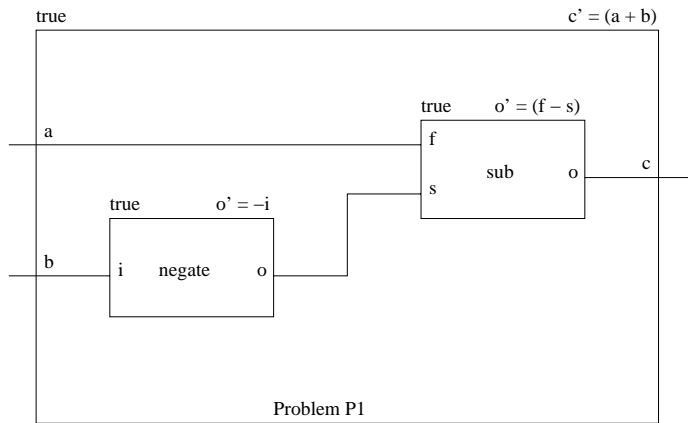 true c’ = (a + b)
true o’ = (f – s)
a f
sub o c
s
true o’ = –i
b i negate o
Problem P1